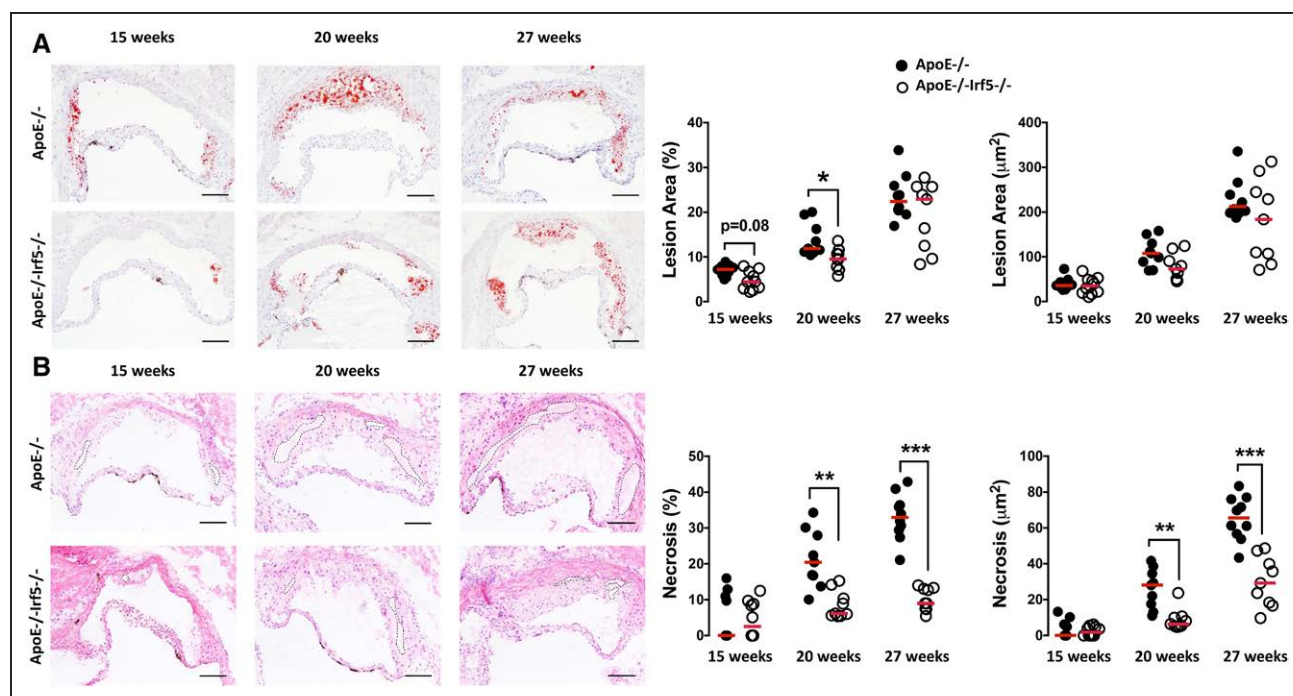 A
15 weeks 20 weeks 27 weeks
ApoE-/-
ApoE-/-Irf5-/-
ApoE-/-
ApoE-/-Irf5-/-
Lesion Area (%)
40
30
20
10
0
p=0.08
*
15 weeks 20 weeks 27 weeks
Lesion Area (μm²)
400
300
200
100
0
15 weeks 20 weeks 27 weeks
B
15 weeks 20 weeks 27 weeks
ApoE-/-
ApoE-/-Irf5-/-
Necrosis (%)
50
40
30
20
10
0
**
***
15 weeks 20 weeks 27 weeks
Necrosis (μm²)
100
80
60
40
20
0
**
***
15 weeks 20 weeks 27 weeks